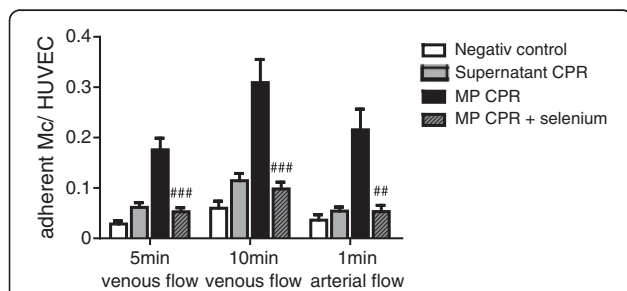 adherent Mc/ HUVEC
0.4
0.3
0.2
0.1
0
###
###
##
5min
venous flow
10min
venous flow
1min
arterial flow
Negativ control
Supernatant CPR
MP CPR
MP CPR + selenium